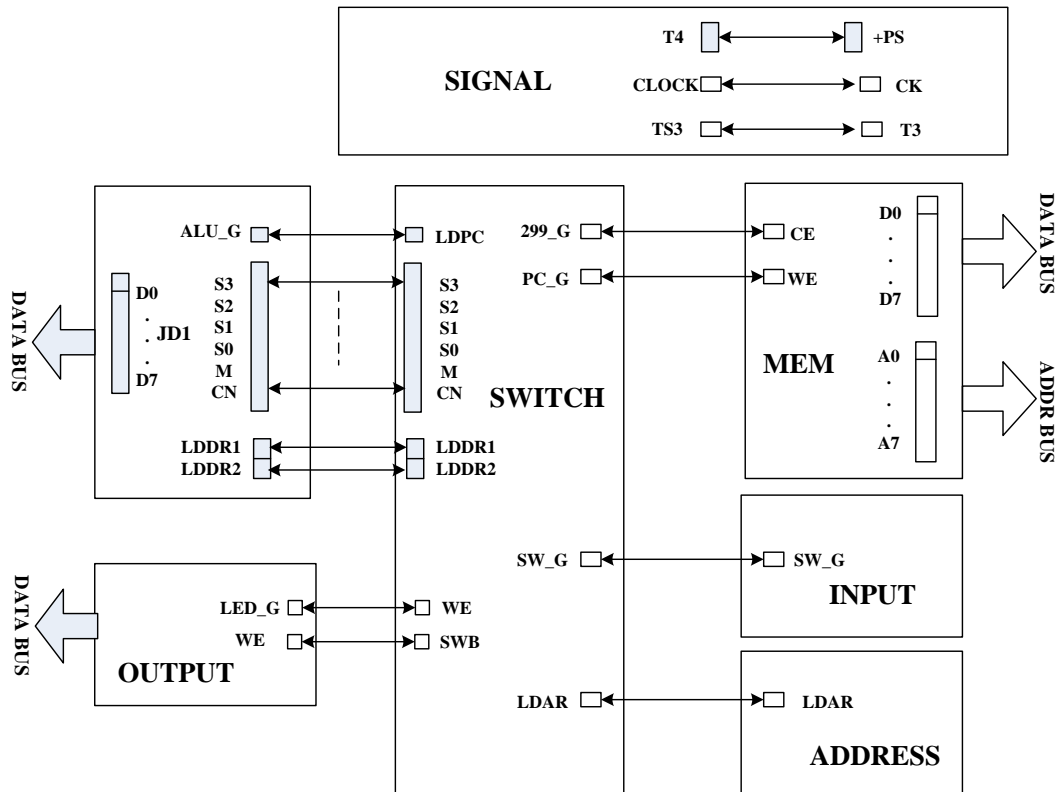 T4 +PS
SIGNAL
CLOCK CK
TS3 T3
DATA BUS
D0
.
.
.
D7
JD1
ALU_G
S3
S2
S1
S0
M
CN
LDDR1
LDDR2
LDPC
S3
S2
S1
S0
M
CN
LDDR1
LDDR2
SWITCH
299_G
PC_G
SW_G
LDAR
WE
SWB
CE
WE
MEM
D0
.
.
.
D7
A0
.
.
.
A7
DATA BUS
ADDR BUS
SW_G
INPUT
LDAR
ADDRESS
DATA BUS
LED_G
WE
OUTPUT